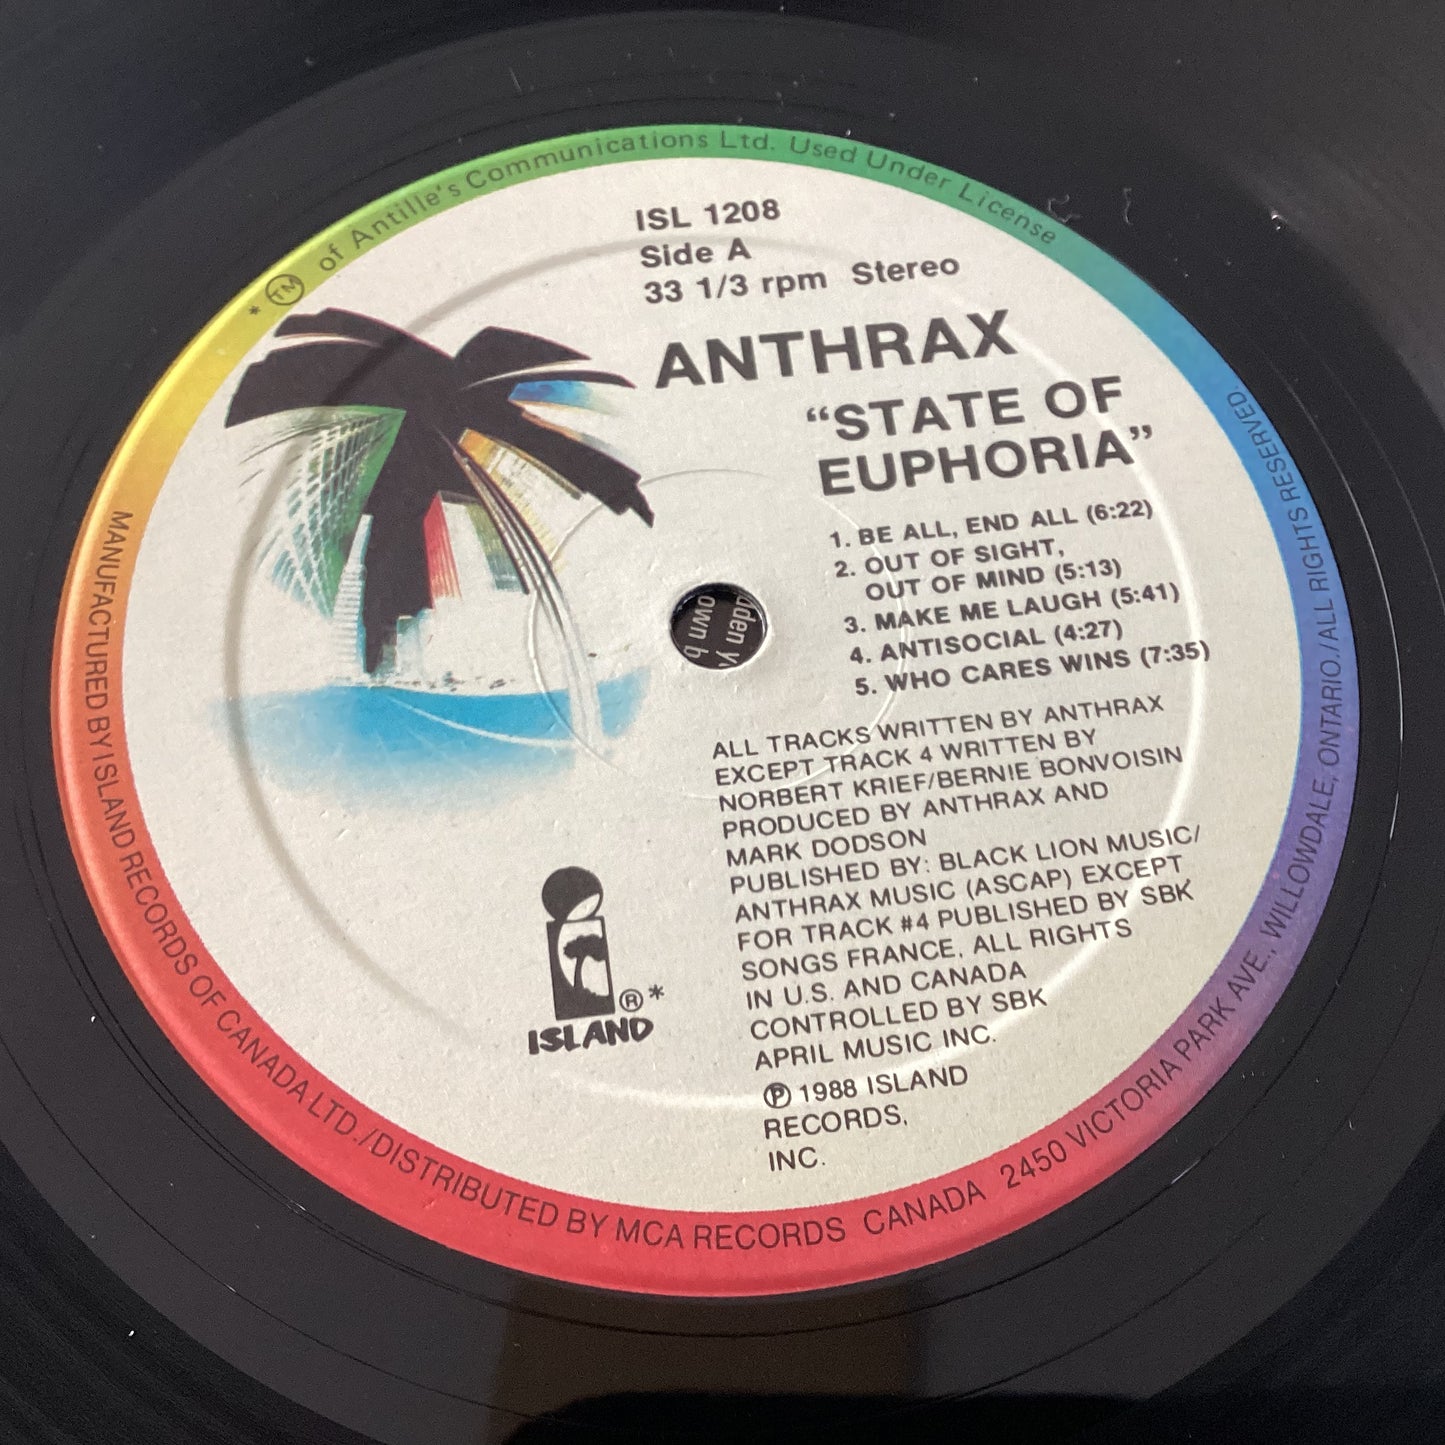 ISL 1208
Side A
33 1/3 rpm Stereo
ANTHRAX
“STATE OF
EUPHORIA”
1. BE ALL, END ALL (6:22)
2. OUT OF SIGHT,
OUT OF MIND (5:13)
3. MAKE ME LAUGH (5:41)
4. ANTISOCIAL (4:27)
5. WHO CARES WINS (7:35)
ALL TRACKS WRITTEN BY ANTHRAX
EXCEPT TRACK 4 WRITTEN BY
NORBERT KRIEF/BERNIE BONVOISIN
PRODUCED BY ANTHRAX AND
MARK DODSON
PUBLISHED BY: BLACK LION MUSIC/
ANTHRAX MUSIC (ASCAP) EXCEPT
FOR TRACK #4 PUBLISHED BY SBK
SONGS FRANCE. ALL RIGHTS
IN U.S. AND CANADA
CONTROLLED BY SBK
APRIL MUSIC INC.
℗ 1988 ISLAND
RECORDS,
INC.
ISLAND ®*
* TM of Antille's Communications Ltd. Used Under License
MANUFACTURED BY ISLAND RECORDS OF CANADA LTD./DISTRIBUTED BY MCA RECORDS CANADA 2450 VICTORIA PARK AVE., WILLOWDALE, ONTARIO./ALL RIGHTS RESERVED.
own